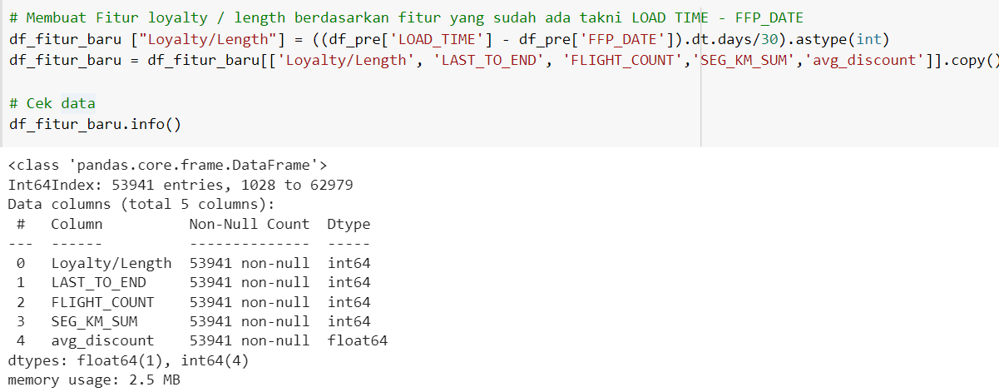 # Membuat Fitur loyalty / length berdasarkan fitur yang sudah ada takni LOAD TIME - FFP_DATE
df_fitur_baru ["Loyalty/Length"] = ((df_pre['LOAD_TIME'] - df_pre['FFP_DATE']).dt.days/30).astype(int)
df_fitur_baru = df_fitur_baru[['Loyalty/Length', 'LAST_TO_END', 'FLIGHT_COUNT','SEG_KM_SUM','avg_discount']].copy()
# Cek data
df_fitur_baru.info()
<class 'pandas.core.frame.DataFrame'>
Int64Index: 53941 entries, 1028 to 62979
Data columns (total 5 columns):
 #   Column          Non-Null Count  Dtype
---  ------          --------------  -----
 0   Loyalty/Length  53941 non-null  int64
 1   LAST_TO_END     53941 non-null  int64
 2   FLIGHT_COUNT    53941 non-null  int64
 3   SEG_KM_SUM      53941 non-null  int64
 4   avg_discount    53941 non-null  float64
dtypes: float64(1), int64(4)
memory usage: 2.5 MB